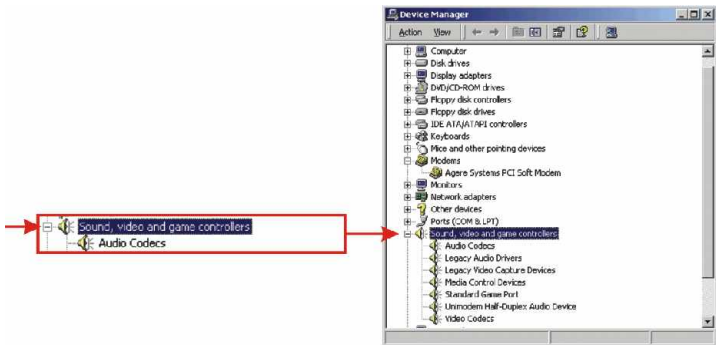 Sound, video and game controllers
Audio Codecs
Device Manager
Action View
Computer
Disk drives
Display adapters
DVD/CD-ROM drives
Floppy disk controllers
Floppy disk drives
IDE ATA/ATAPI controllers
Keyboards
Mice and other pointing devices
Modems
Agere Systems PCI Soft Modem
Monitors
Network adapters
Other devices
Ports (COM & LPT)
Sound, video and game controllers
Audio Codecs
Legacy Audio Drivers
Legacy Video Capture Devices
Media Control Devices
Standard Game Port
Unimodem Half-Duplex Audio Device
Video Codecs